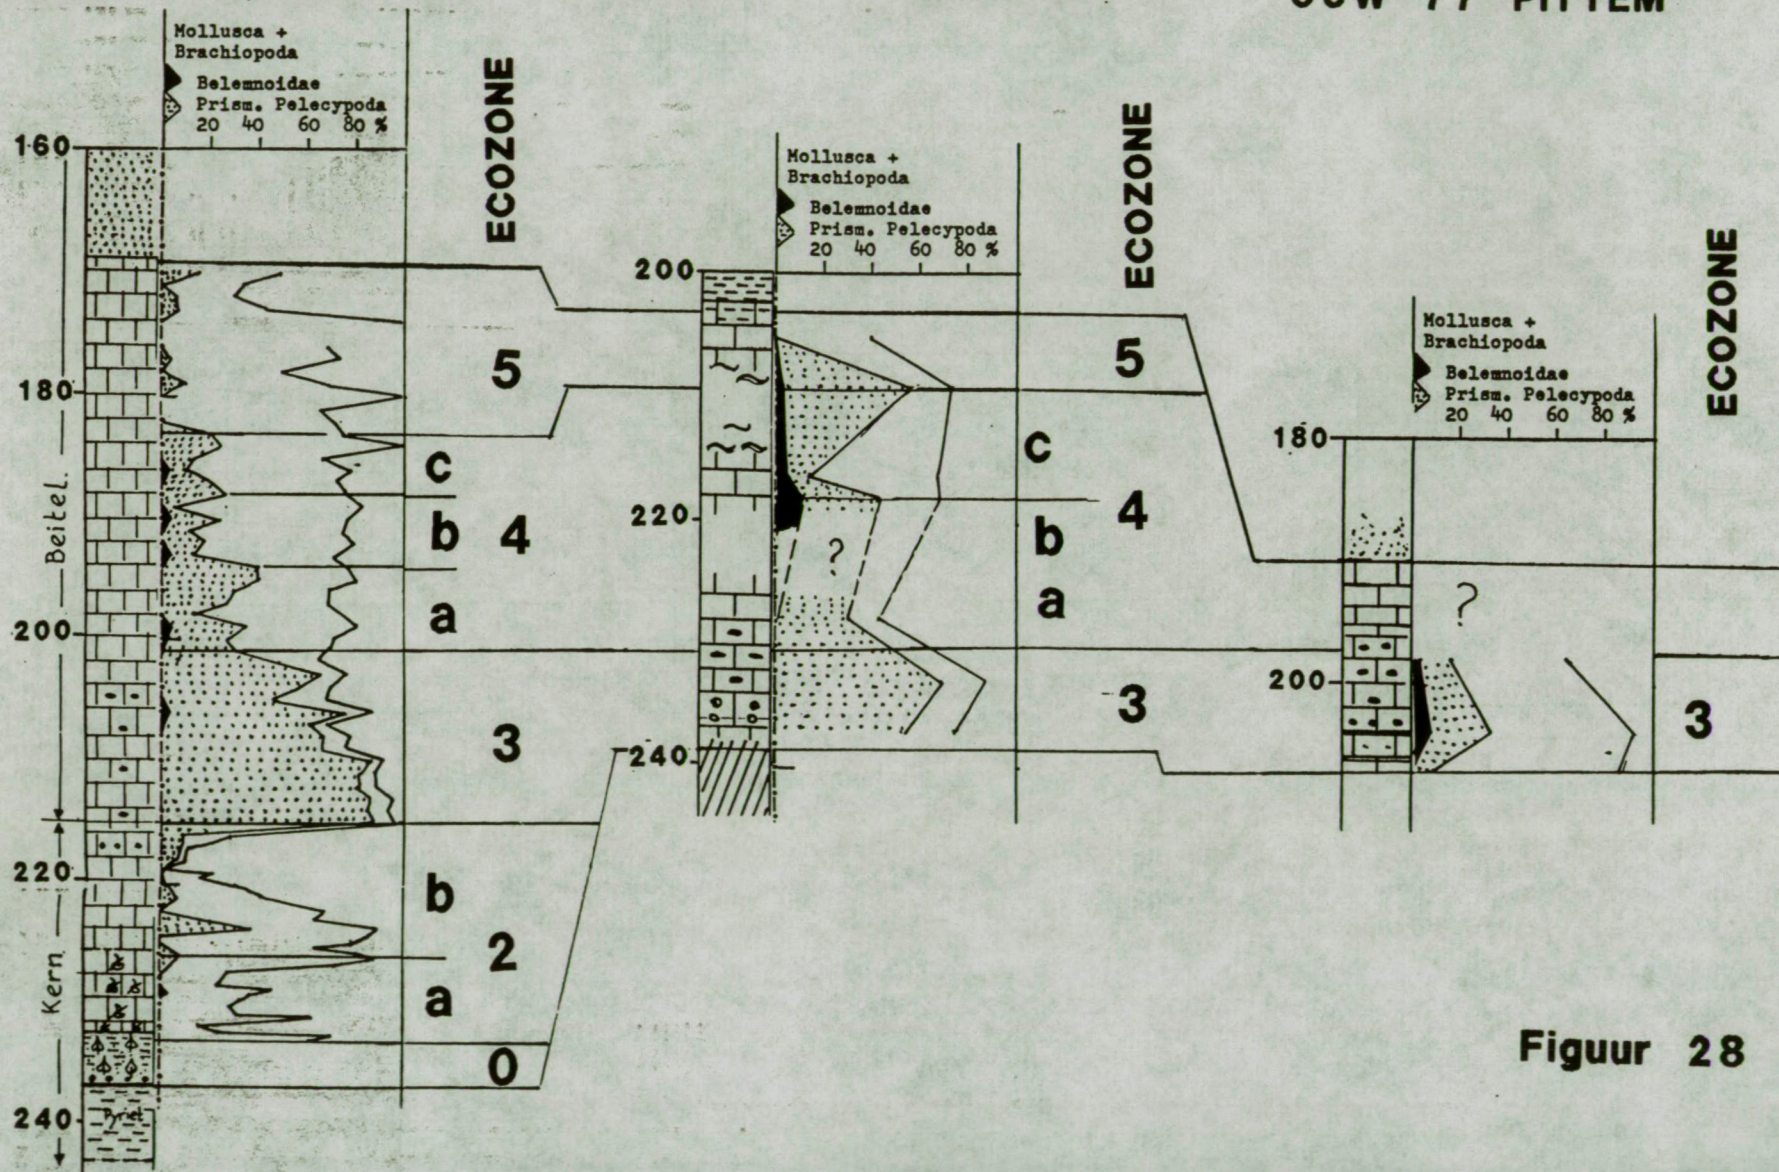 PITTEM
Mollusca +
Brachiopoda
Belemnoidae
Prism. Pelecypoda
20 40 60 80 %
ECOZONE
160
180
200
220
240
Beitel.
Kern
Pyriet
5
c
b
4
a
3
b
2
a
0
Mollusca +
Brachiopoda
Belemnoidae
Prism. Pelecypoda
20 40 60 80 %
ECOZONE
200
220
240
?
5
c
4
b
a
3
Mollusca +
Brachiopoda
Belemnoidae
Prism. Pelecypoda
20 40 60 80 %
ECOZONE
180
200
?
3
Figuur 28